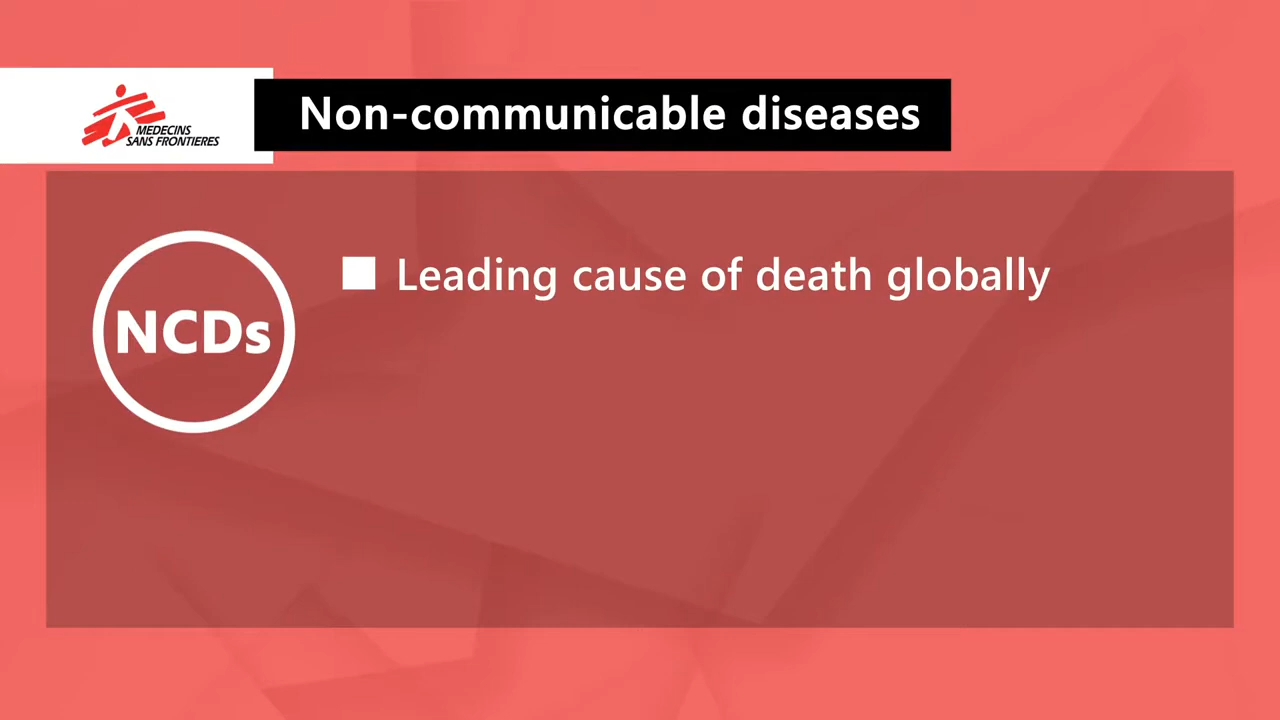 MEDECINS
SANS FRONTIERES
Non-communicable diseases
NCDs
Leading cause of death globally